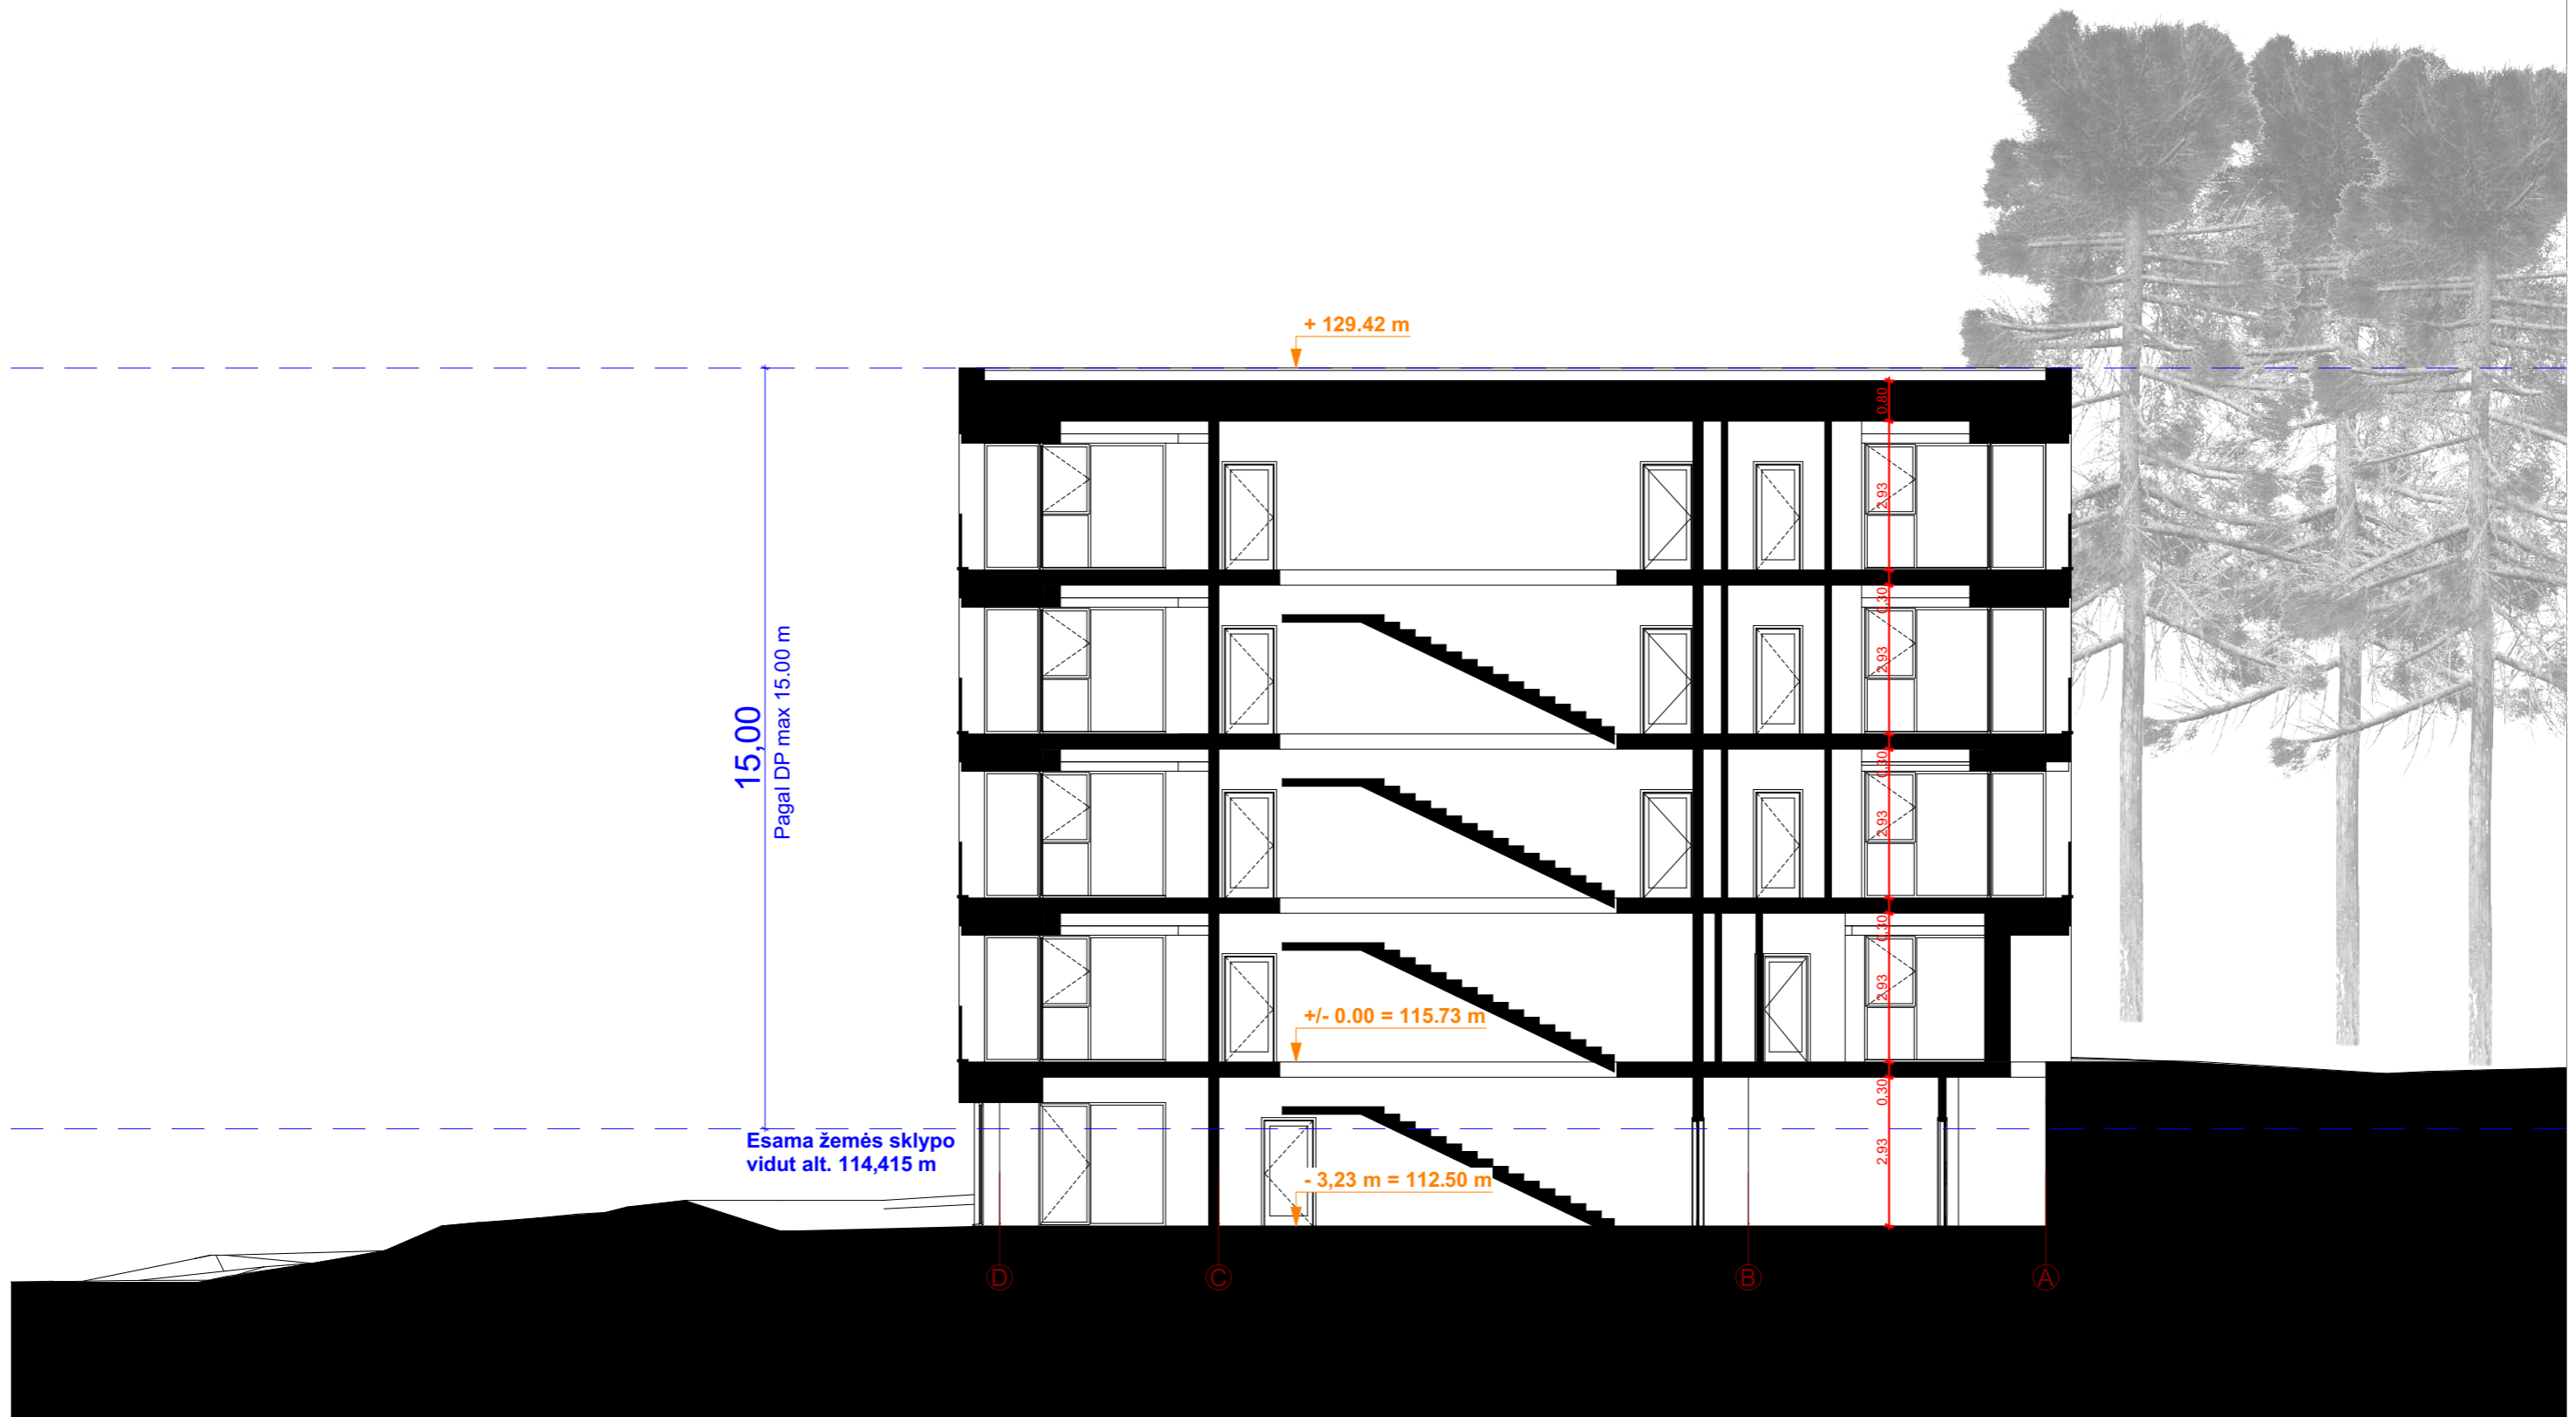 + 129.42 m
0,80
2,93
0,30
2,93
0,30
2,93
0,30
2,93
0,30
2,93
15,00
Pagal DP max 15.00 m
+/- 0.00 = 115.73 m
Esama žemės sklypo
vidut alt. 114,415 m
- 3,23 m = 112.50 m
D
C
B
A